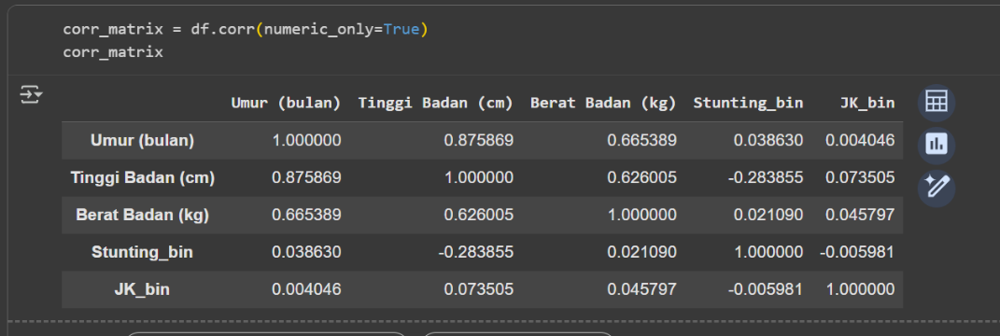 corr_matrix = df.corr(numeric_only=True)
corr_matrix
Umur (bulan) Tinggi Badan (cm) Berat Badan (kg) Stunting_bin JK_bin
Umur (bulan) 1.000000 0.875869 0.665389 0.038630 0.004046
Tinggi Badan (cm) 0.875869 1.000000 0.626005 -0.283855 0.073505
Berat Badan (kg) 0.665389 0.626005 1.000000 0.021090 0.045797
Stunting_bin 0.038630 -0.283855 0.021090 1.000000 -0.005981
JK_bin 0.004046 0.073505 0.045797 -0.005981 1.000000